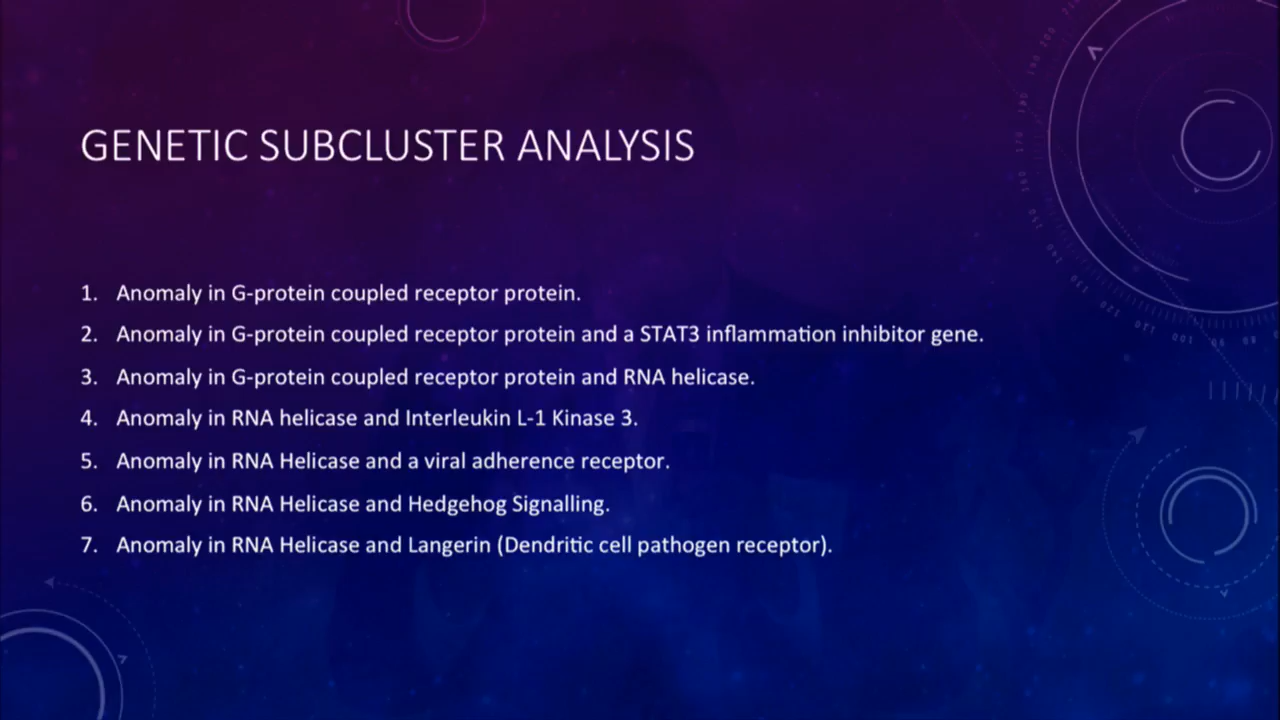 GENETIC SUBCLUSTER ANALYSIS
1. Anomaly in G-protein coupled receptor protein.
2. Anomaly in G-protein coupled receptor protein and a STAT3 inflammation inhibitor gene.
3. Anomaly in G-protein coupled receptor protein and RNA helicase.
4. Anomaly in RNA helicase and Interleukin L-1 Kinase 3.
5. Anomaly in RNA Helicase and a viral adherence receptor.
6. Anomaly in RNA Helicase and Hedgehog Signalling.
7. Anomaly in RNA Helicase and Langerin (Dendritic cell pathogen receptor).